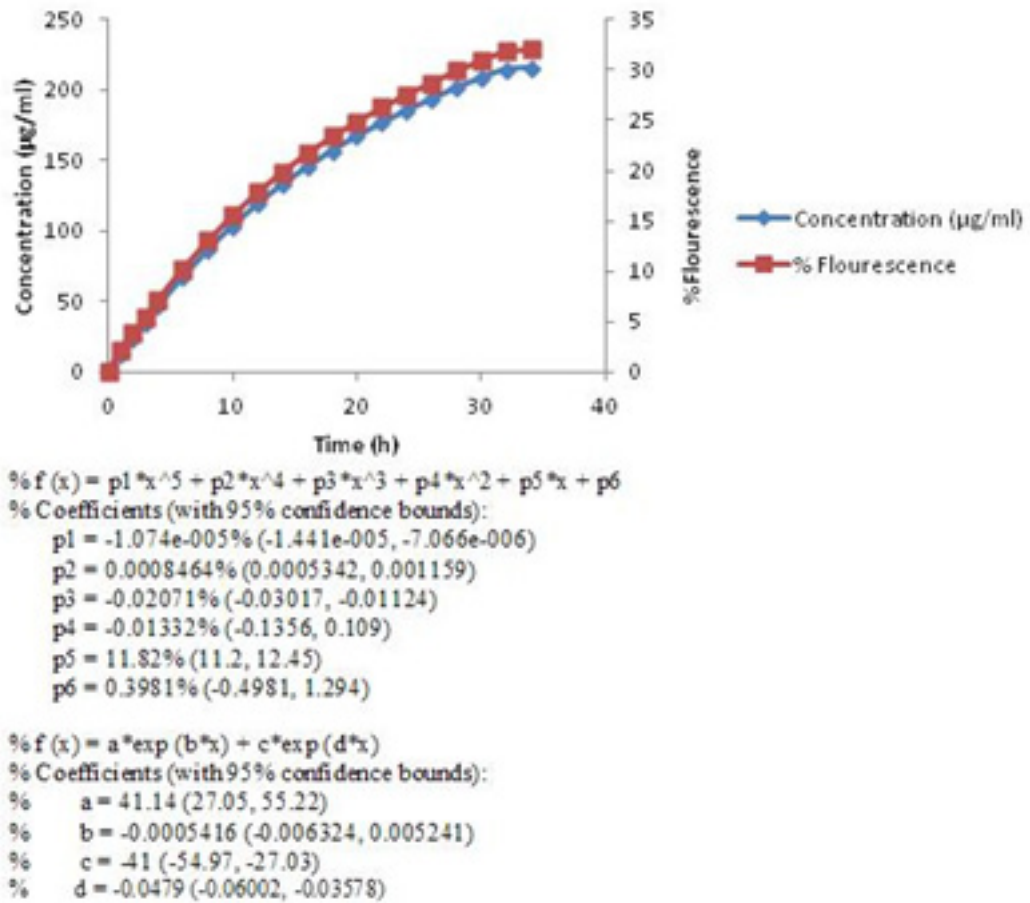 250
200
150
100
50
0
Concentration (µg/ml)
35
30
25
20
15
10
5
0
%Flourescence
0 10 20 30 40
Time (h)
Concentration (µg/ml)
% Flourescence
% f (x) = p1*x^5 + p2*x^4 + p3*x^3 + p4*x^2 + p5*x + p6
% Coefficients (with 95% confidence bounds):
p1 = -1.074e-005% (-1.441e-005, -7.066e-006)
p2 = 0.0008464% (0.0005342, 0.001159)
p3 = -0.02071% (-0.03017, -0.01124)
p4 = -0.01332% (-0.1356, 0.109)
p5 = 11.82% (11.2, 12.45)
p6 = 0.3981% (-0.4981, 1.294)
% f (x) = a*exp (b*x) + c*exp (d*x)
% Coefficients (with 95% confidence bounds):
% a = 41.14 (27.05, 55.22)
% b = -0.0005416 (-0.006324, 0.005241)
% c = -41 (-54.97, -27.03)
% d = -0.0479 (-0.06002, -0.03578)